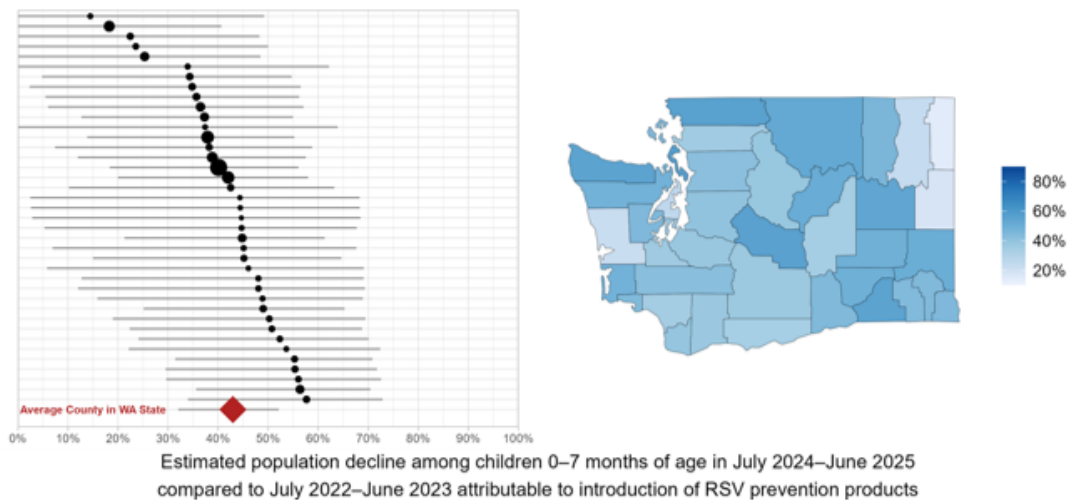 80%
60%
40%
20%
Average County in WA State
0% 10% 20% 30% 40% 50% 60% 70% 80% 90% 100%
Estimated population decline among children 0–7 months of age in July 2024–June 2025
compared to July 2022–June 2023 attributable to introduction of RSV prevention products